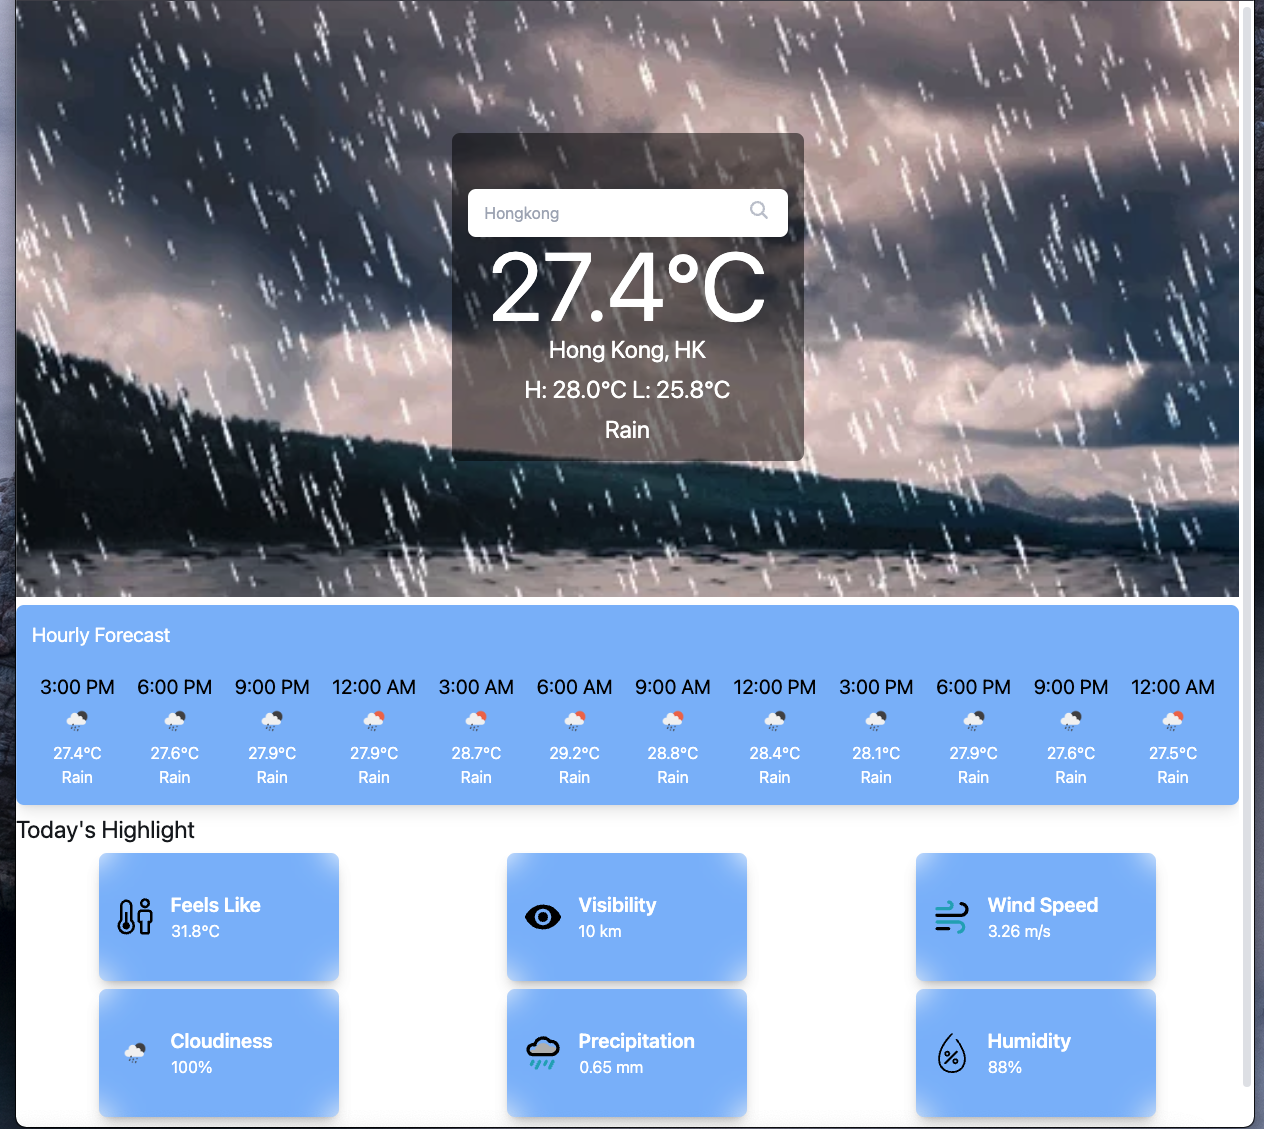 Hongkong
27.4°C
Hong Kong, HK
H: 28.0°C L: 25.8°C
Rain
Hourly Forecast
3:00 PM 6:00 PM 9:00 PM 12:00 AM 3:00 AM 6:00 AM 9:00 AM 12:00 PM 3:00 PM 6:00 PM 9:00 PM 12:00 AM
27.4°C 27.6°C 27.9°C 27.9°C 28.7°C 29.2°C 28.8°C 28.4°C 28.1°C 27.9°C 27.6°C 27.5°C
Rain Rain Rain Rain Rain Rain Rain Rain Rain Rain Rain Rain
Today's Highlight
Feels Like
31.8°C
Visibility
10 km
Wind Speed
3.26 m/s
Cloudiness
100%
Precipitation
0.65 mm
Humidity
88%